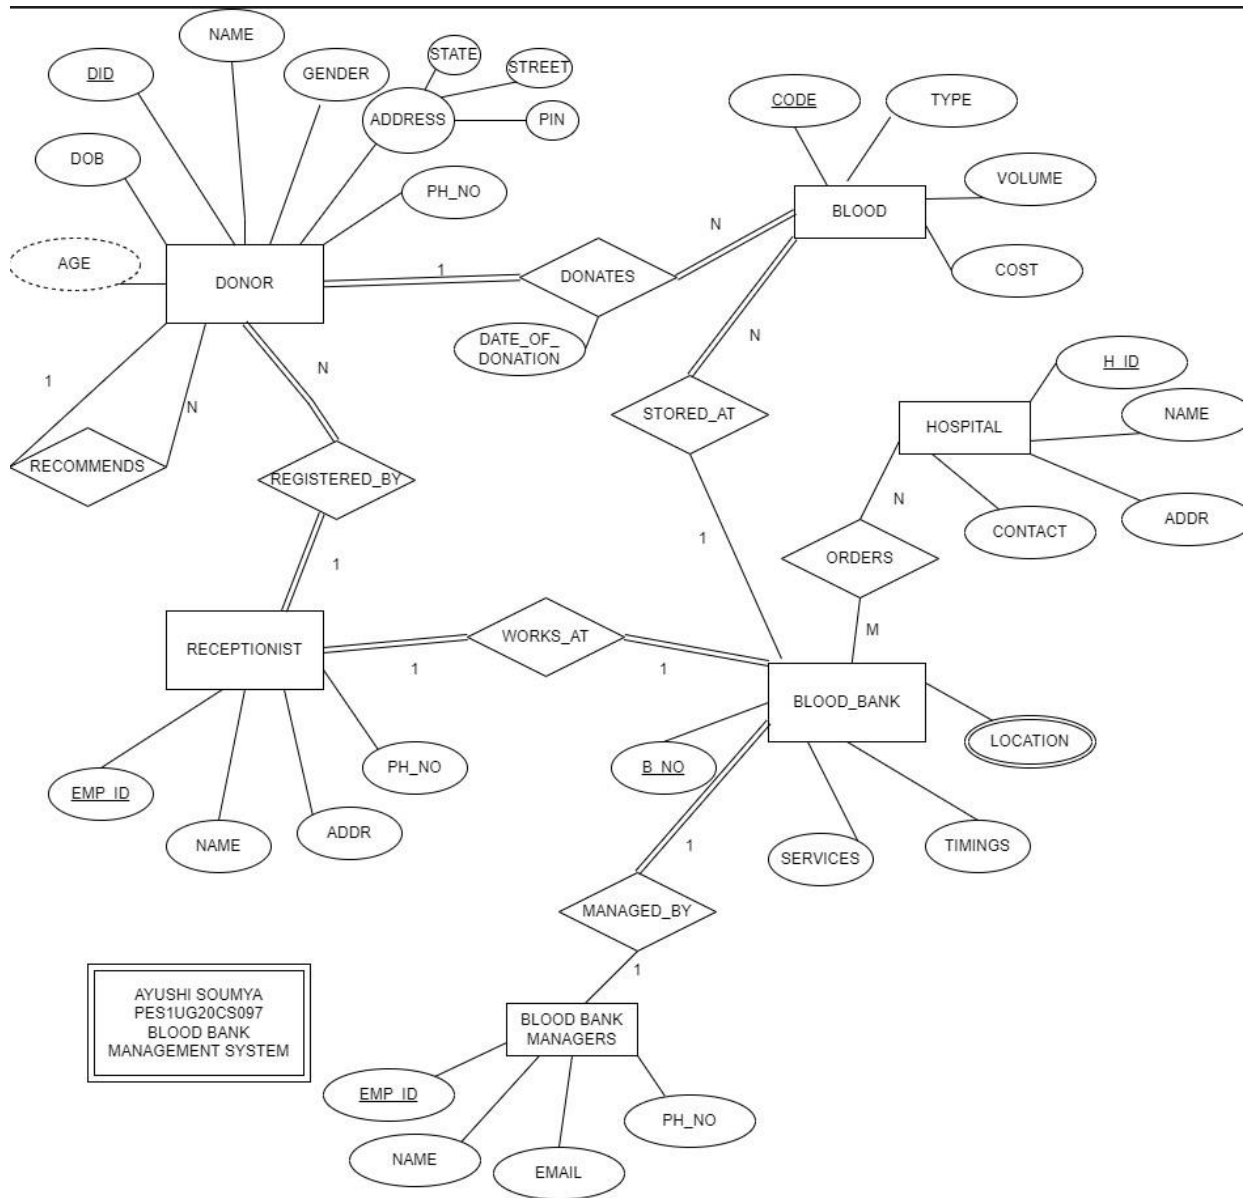 NAME
STATE
STREET
DID
GENDER
ADDRESS
PIN
CODE
TYPE
DOB
PH_NO
VOLUME
BLOOD
N
AGE
1
DONOR
DONATES
COST
DATE_OF_
DONATION
N
N
1
N
H_ID
NAME
STORED_AT
HOSPITAL
RECOMMENDS
REGISTERED_BY
N
CONTACT
ADDR
1
1
ORDERS
M
WORKS_AT
RECEPTIONIST
1
1
BLOOD_BANK
LOCATION
PH_NO
B_NO
EMP_ID
ADDR
NAME
1
SERVICES
TIMINGS
MANAGED_BY
1
AYUSHI SOUMYA
PES1UG20CS097
BLOOD BANK
MANAGEMENT SYSTEM
BLOOD BANK
MANAGERS
EMP_ID
PH_NO
NAME
EMAIL